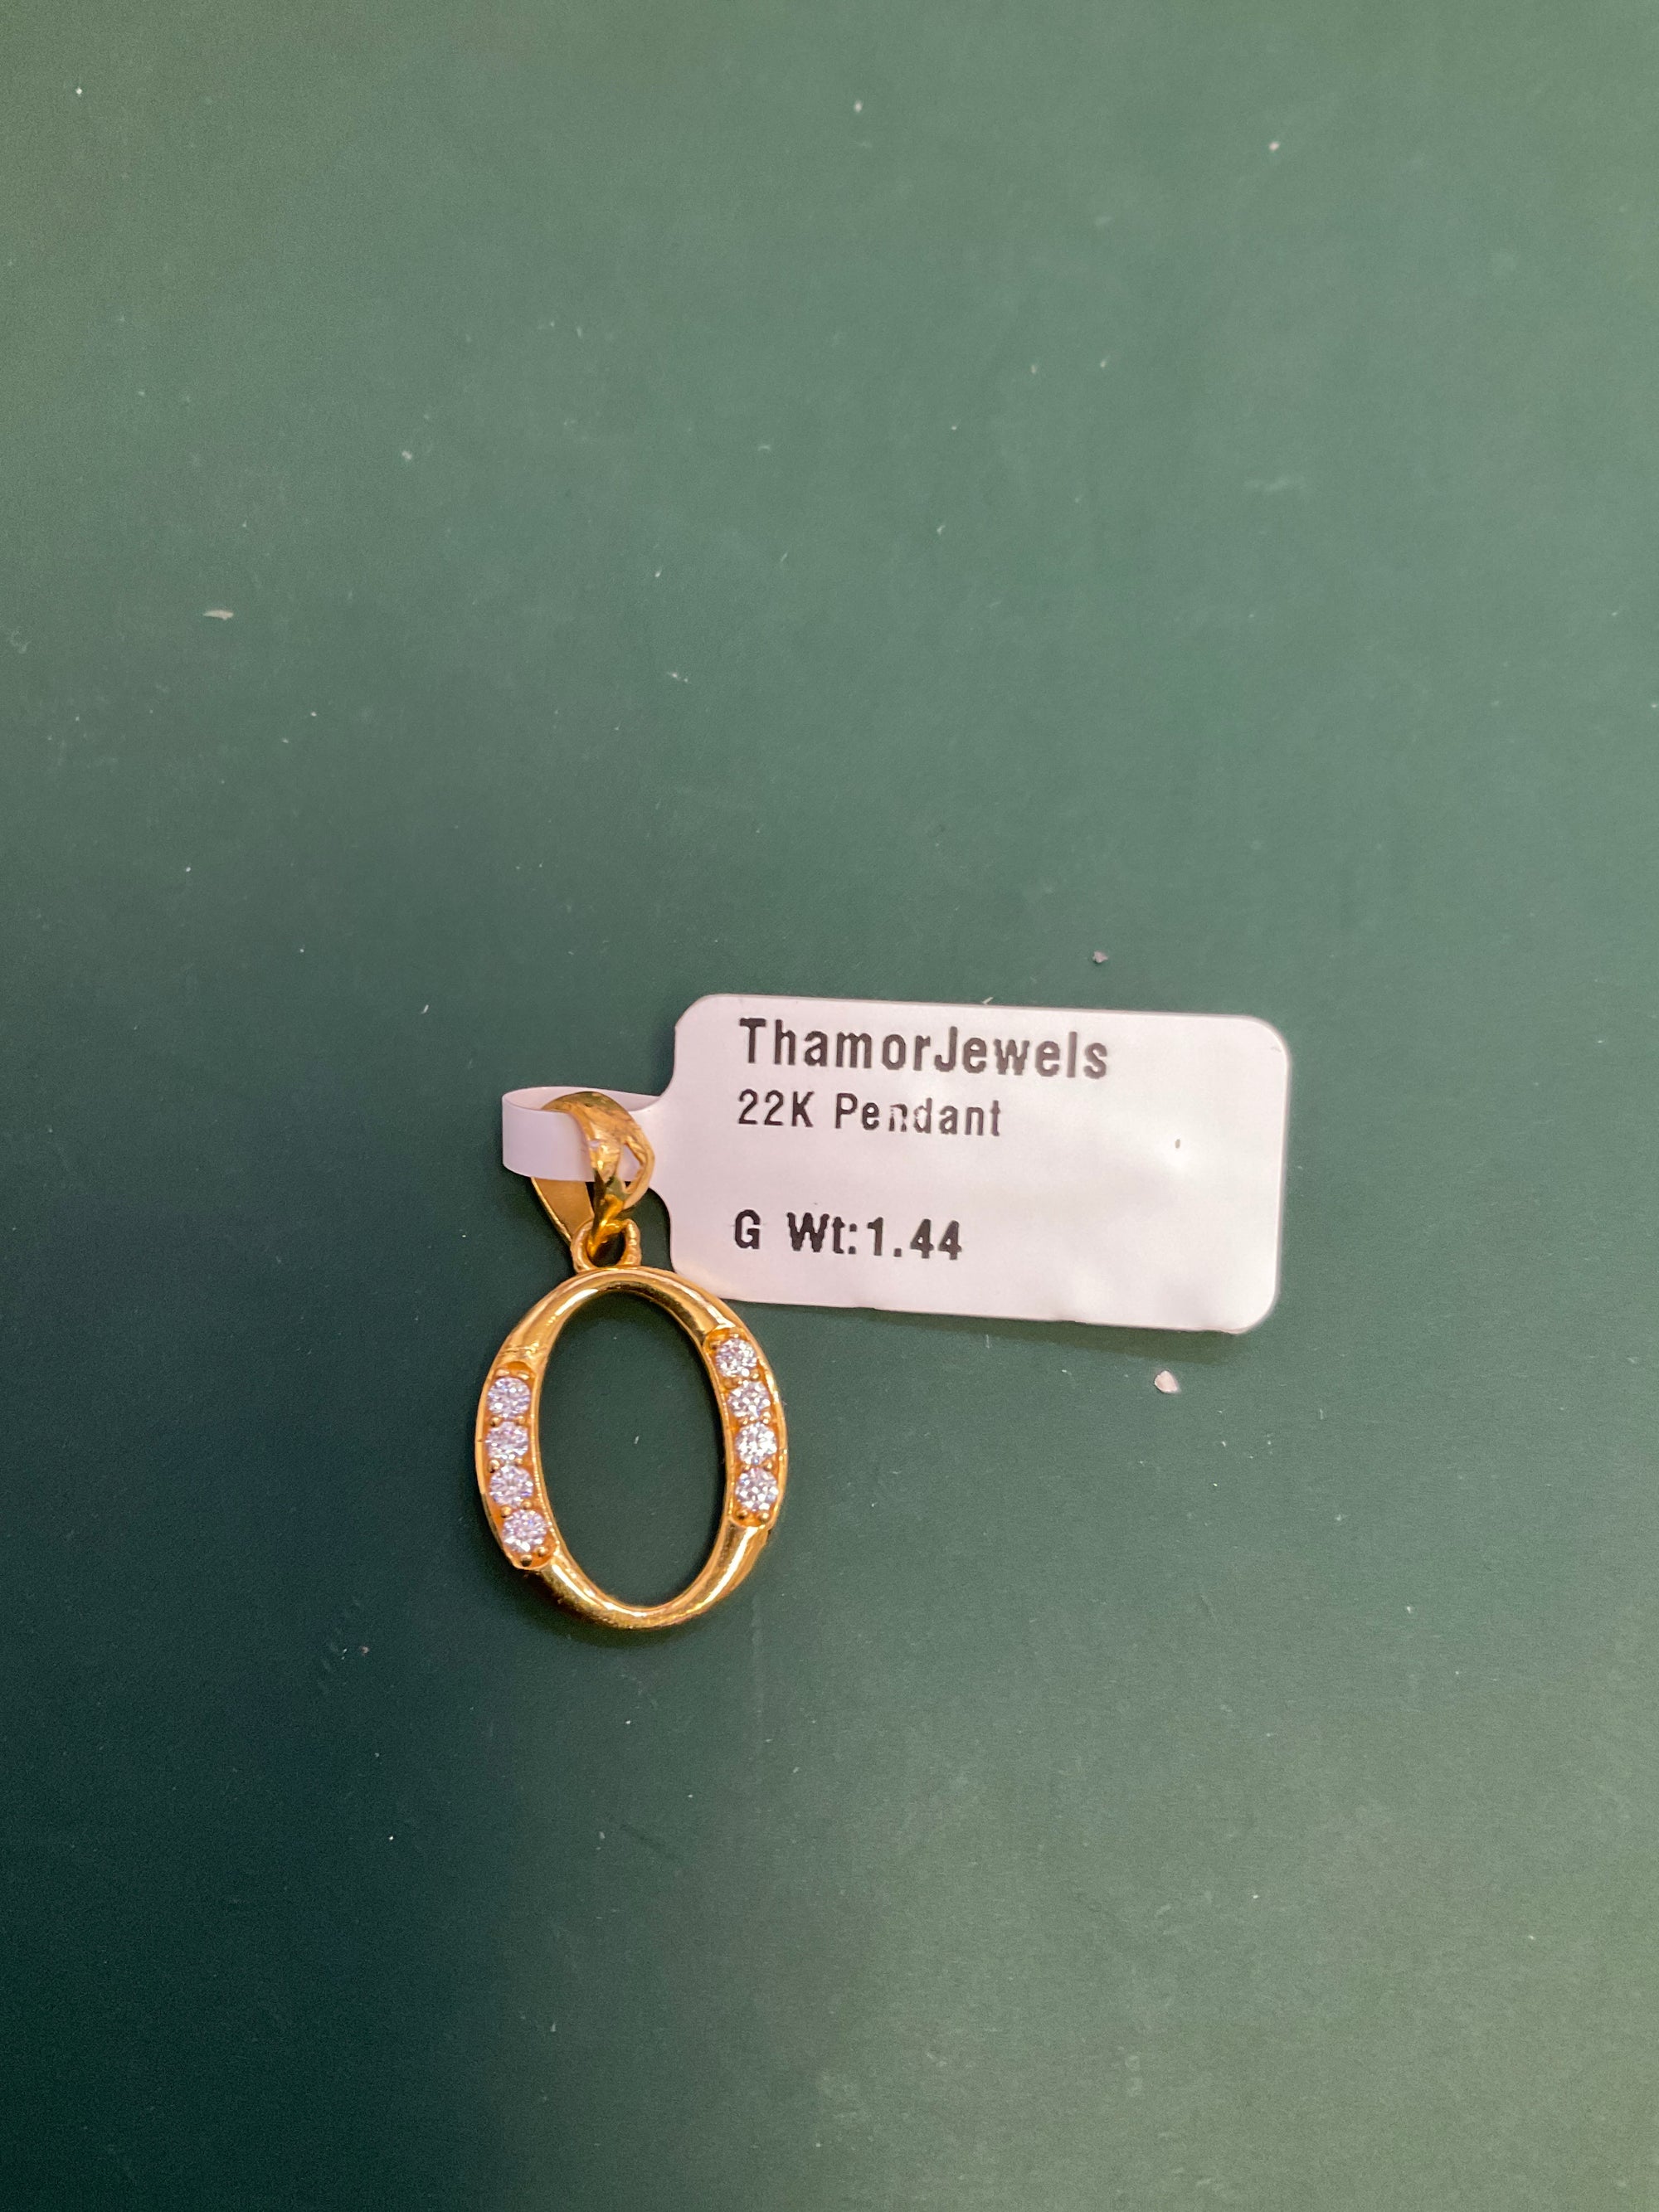 ThamorJewels
22K Pendant
G Wt:1.44